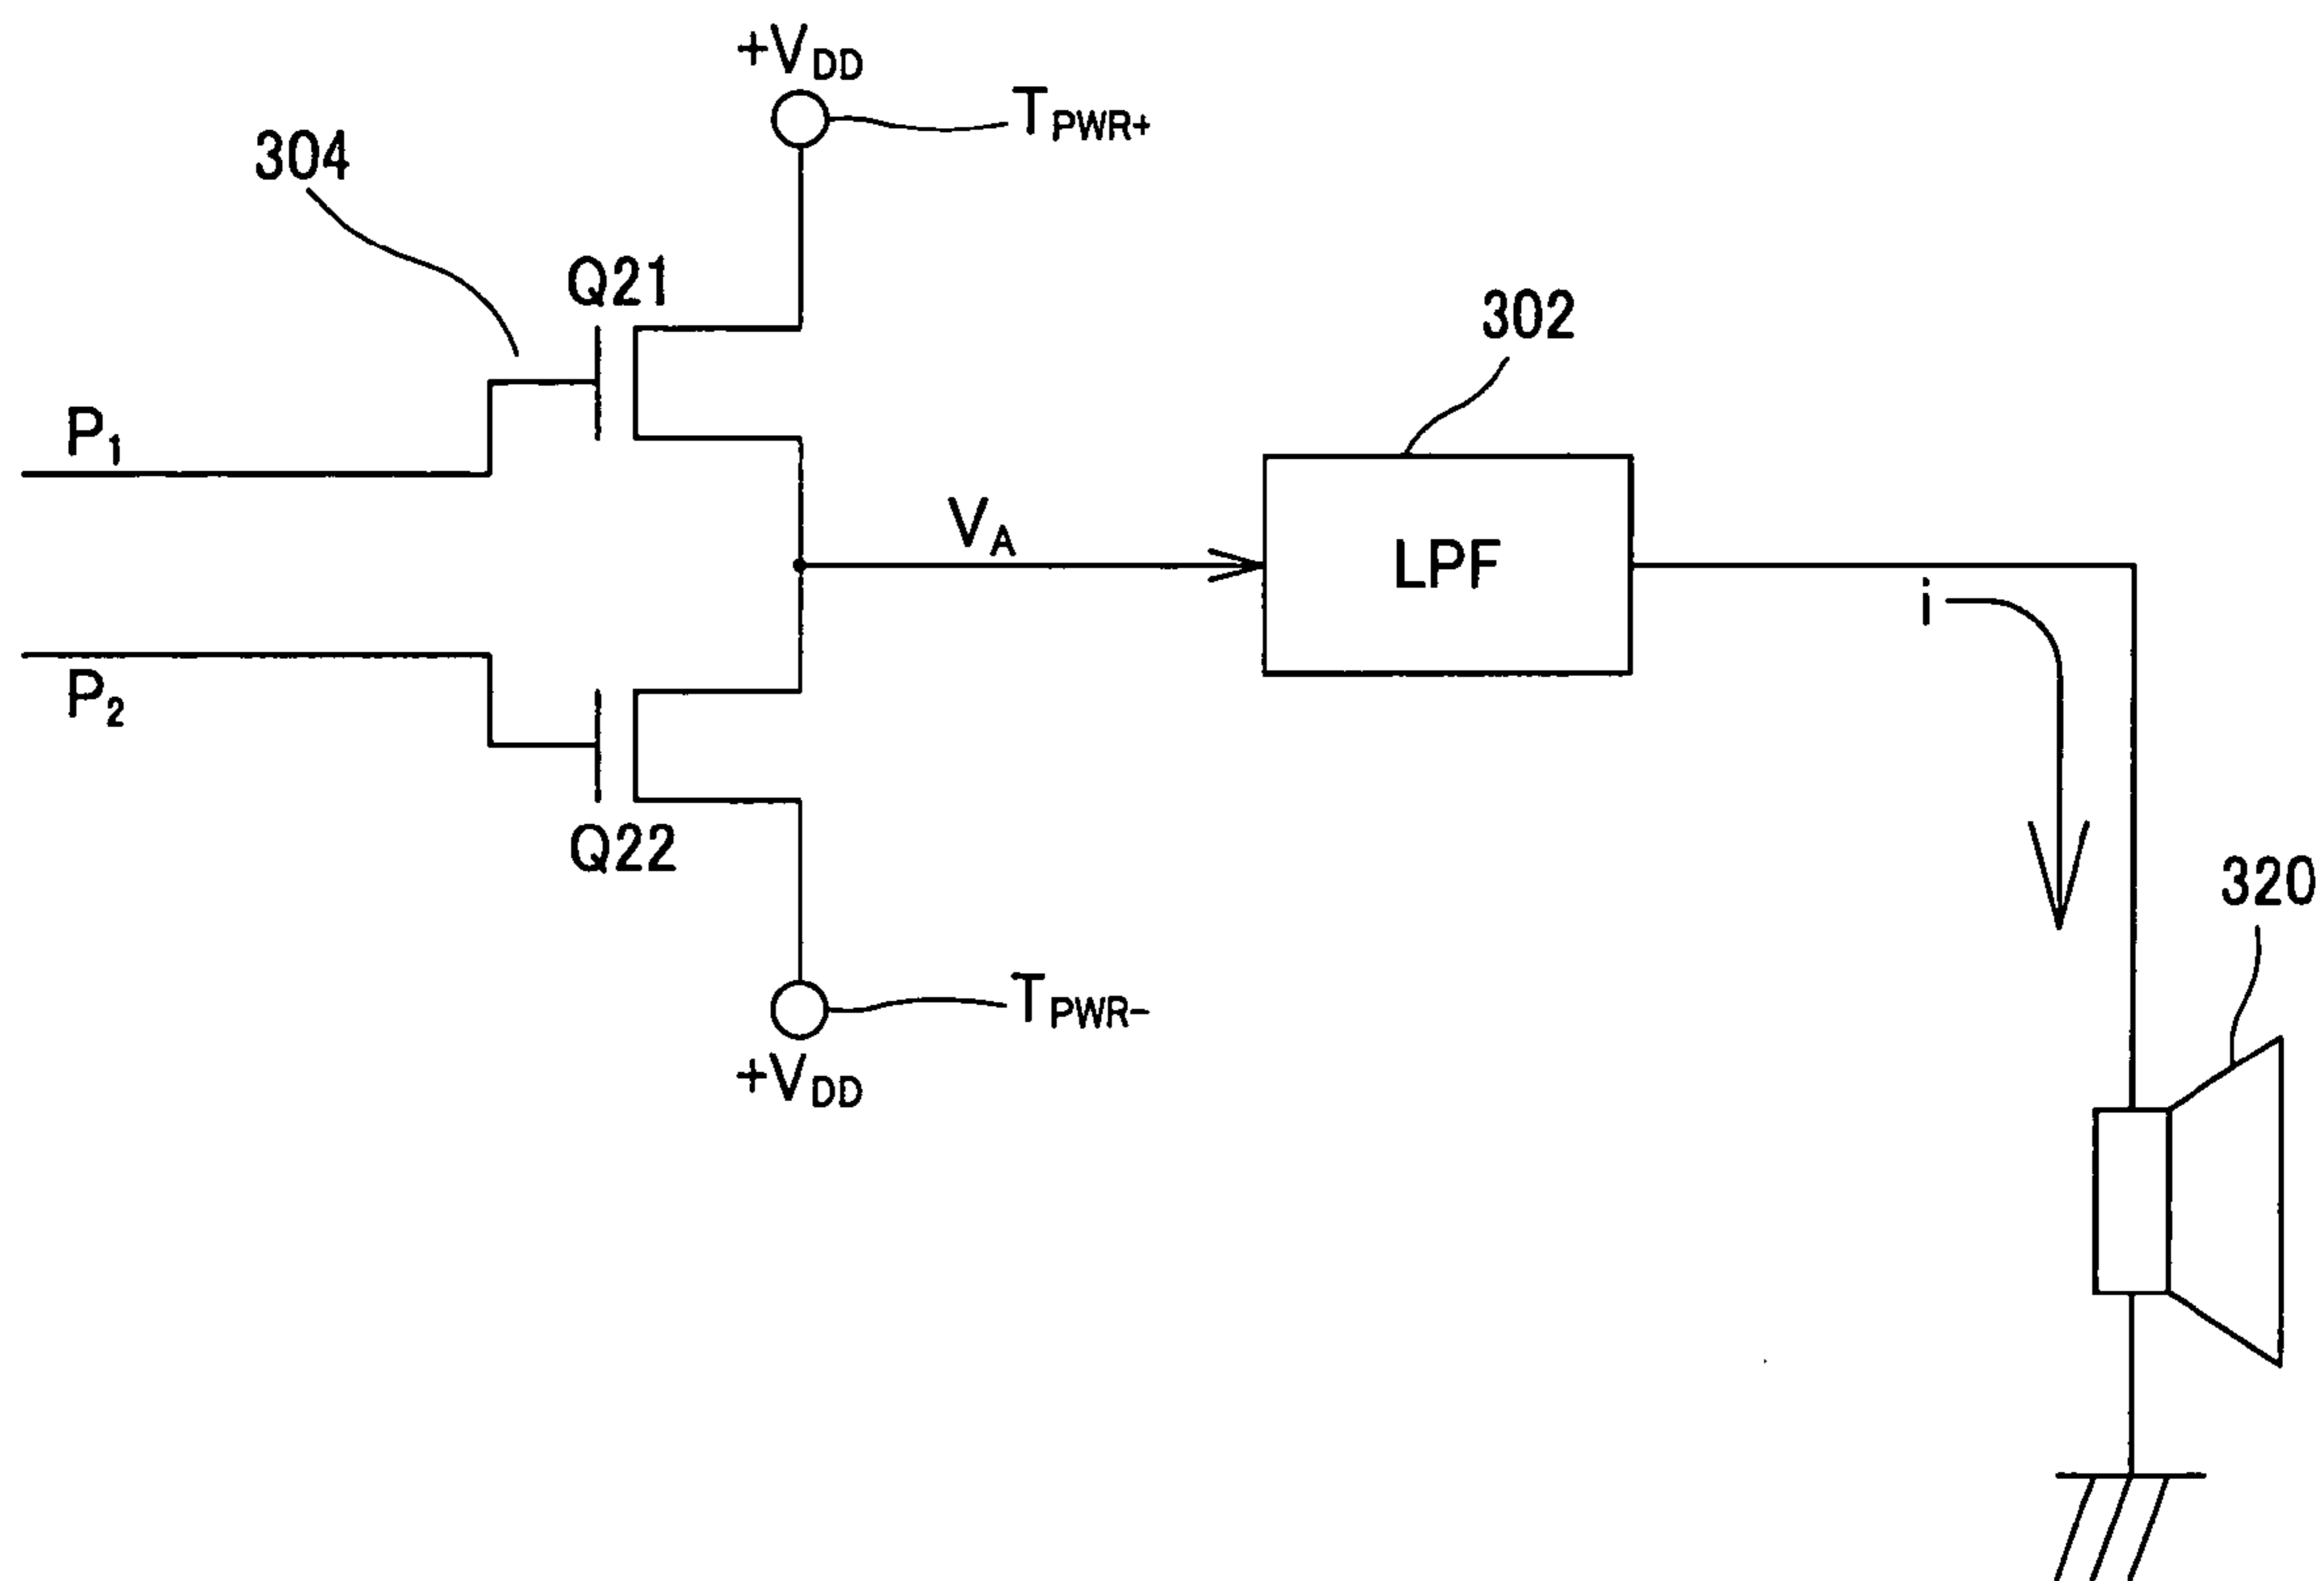 +VDD
TPWR+
304
Q21
302
P1
VA
LPF
i
P2
Q22
320
TPWR−
+VDD